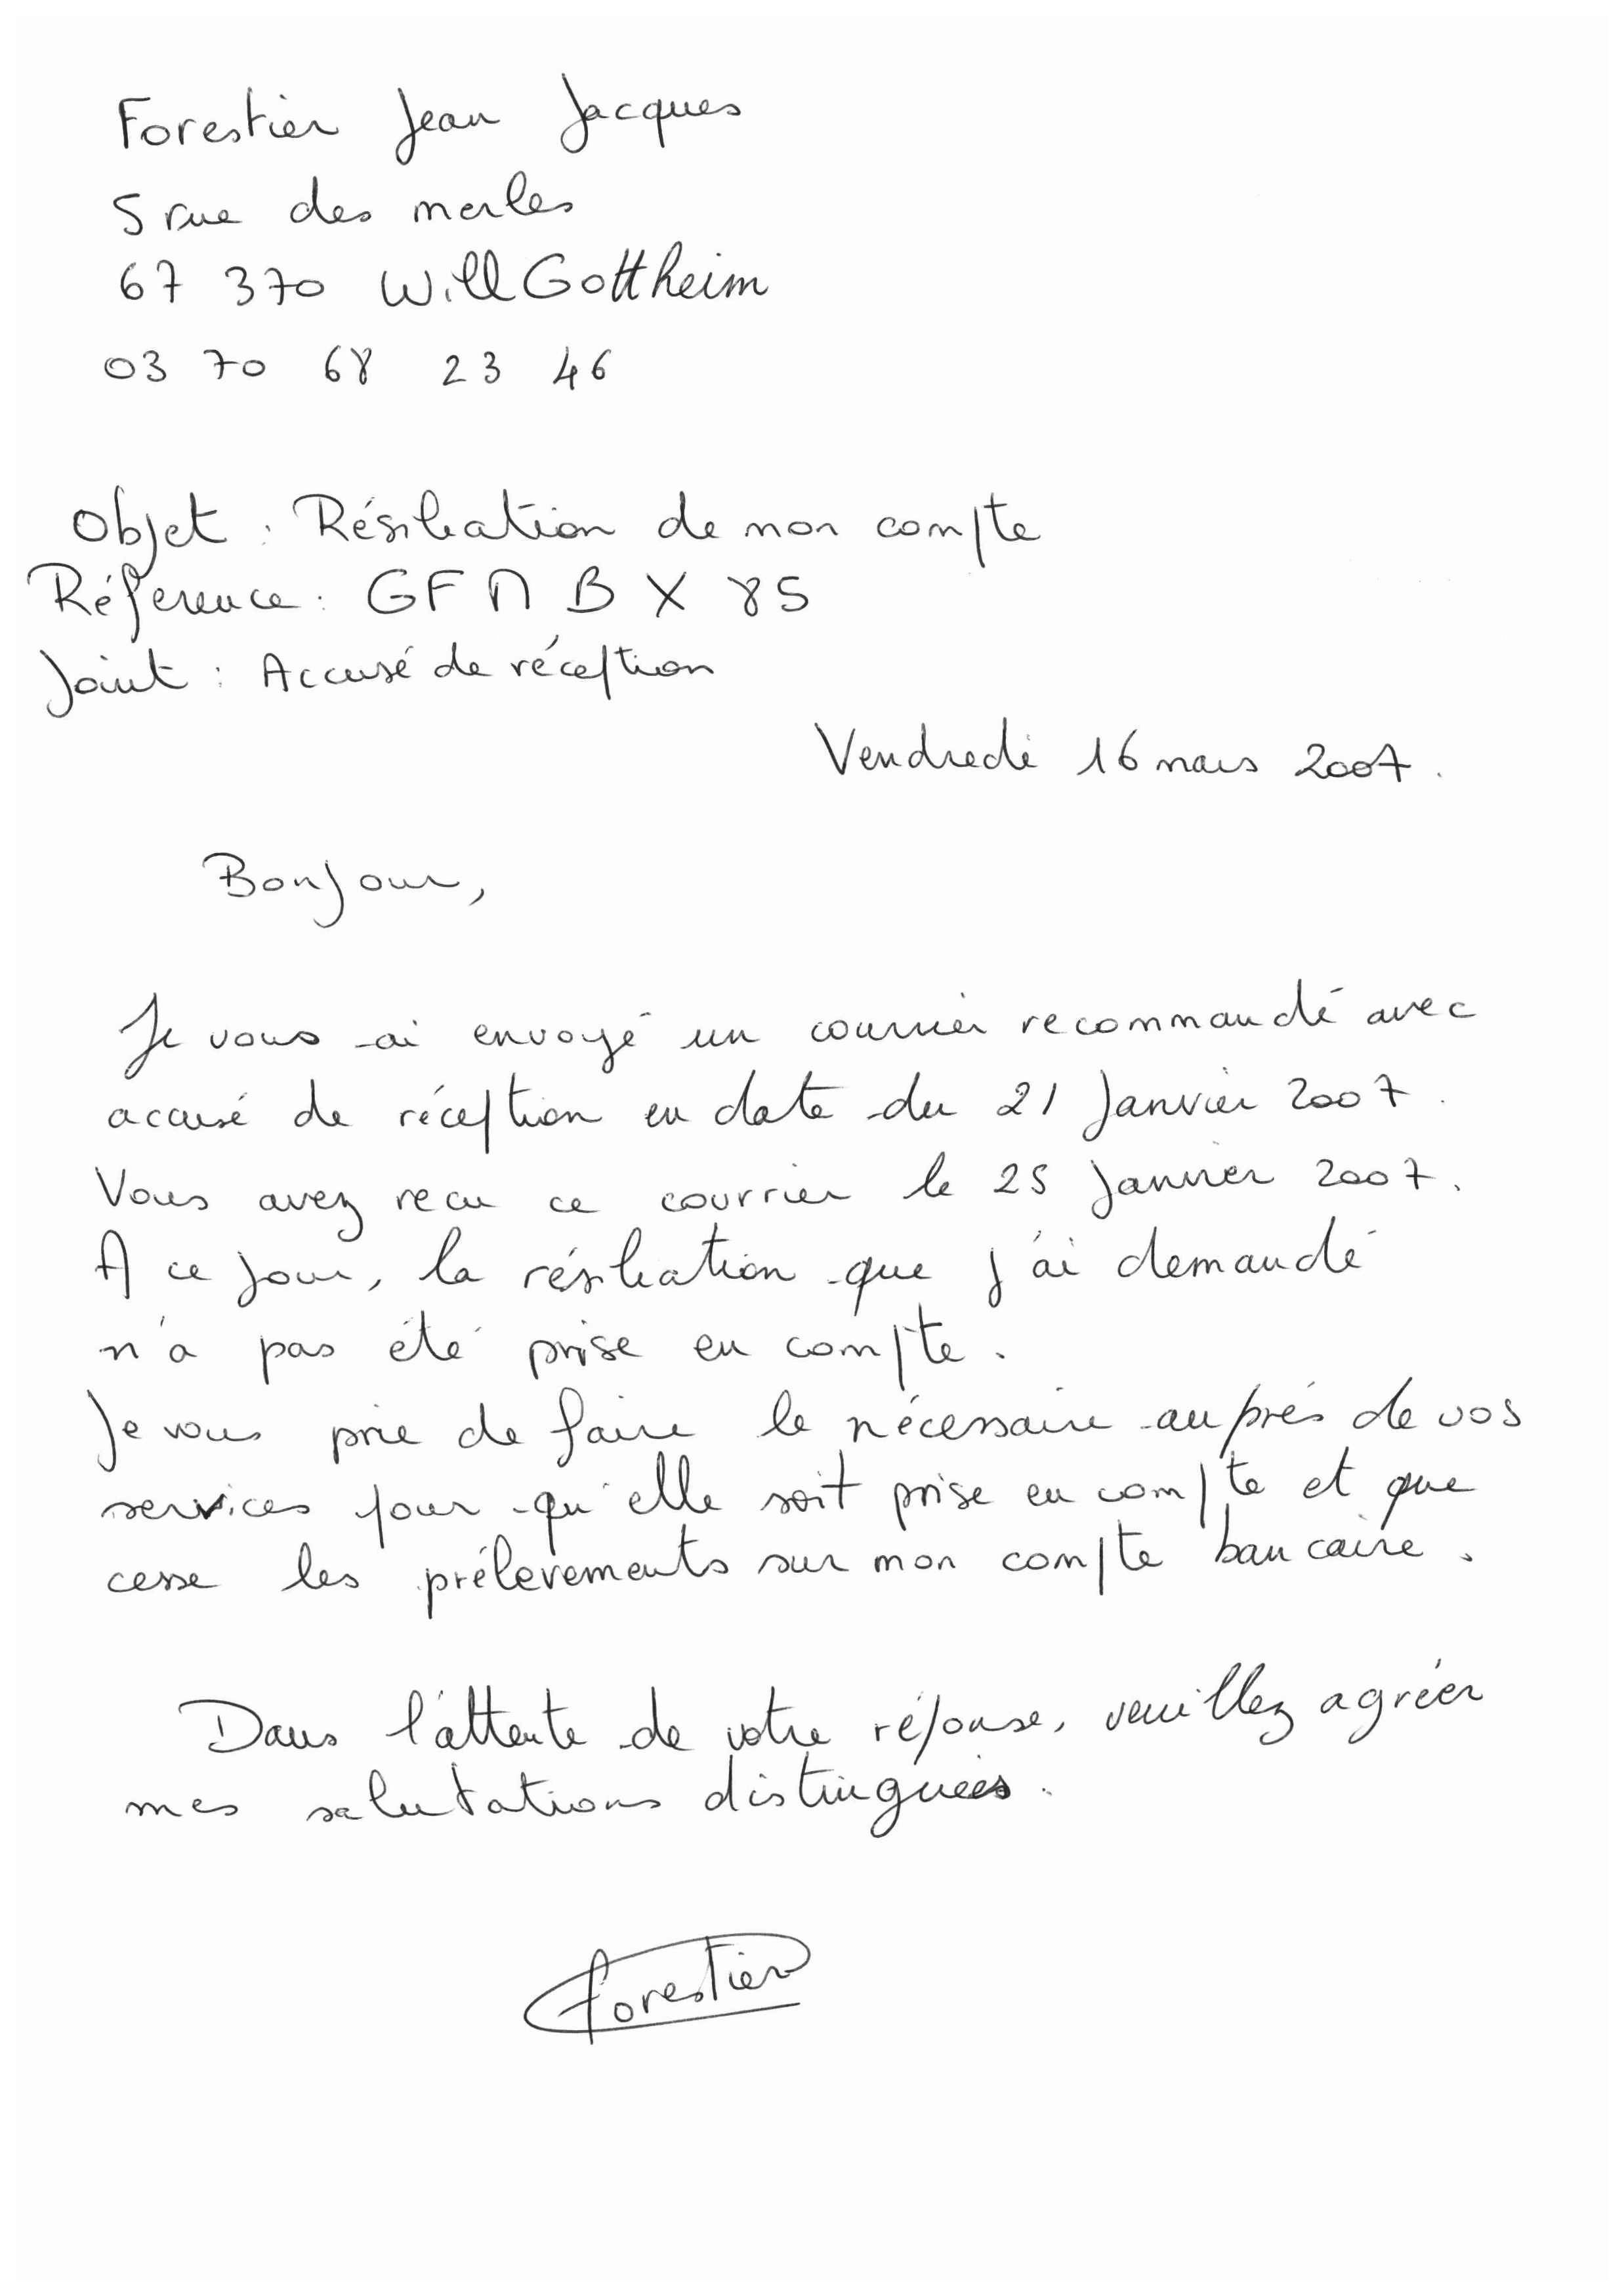 Forestier Jean Jacques
5 rue des merles
67 370 WillGottheim
03 70 68 23 46
Objet : Résiliation de mon compte
Réference : GFMBX 85
Joint : Accusé de réception
Vendredi 16 mars 2007.
Bonjour,
Je vous ai envoyé un courrier recommandé avec
accusé de réception en date du 21 Janvier 2007.
Vous avez recu ce courrier le 25 Janvier 2007.
A ce jour, la résiliation que j'ai demandé
n'a pas été prise en compte.
Je vous prie de faire le nécessaire auprés de vos
services pour qu'elle soit prise en compte et que
cesse les prélevements sur mon compte bancaire.
Dans l'attente de votre réponse, veuillez agréer
mes salutations distinguées.
Forestier